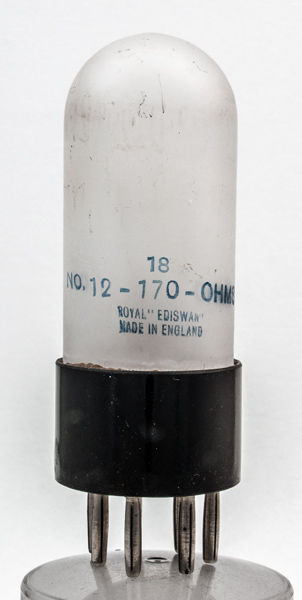 18
NO. 12 - 170 - OHMS
ROYAL "EDISWAN"
MADE IN ENGLAND